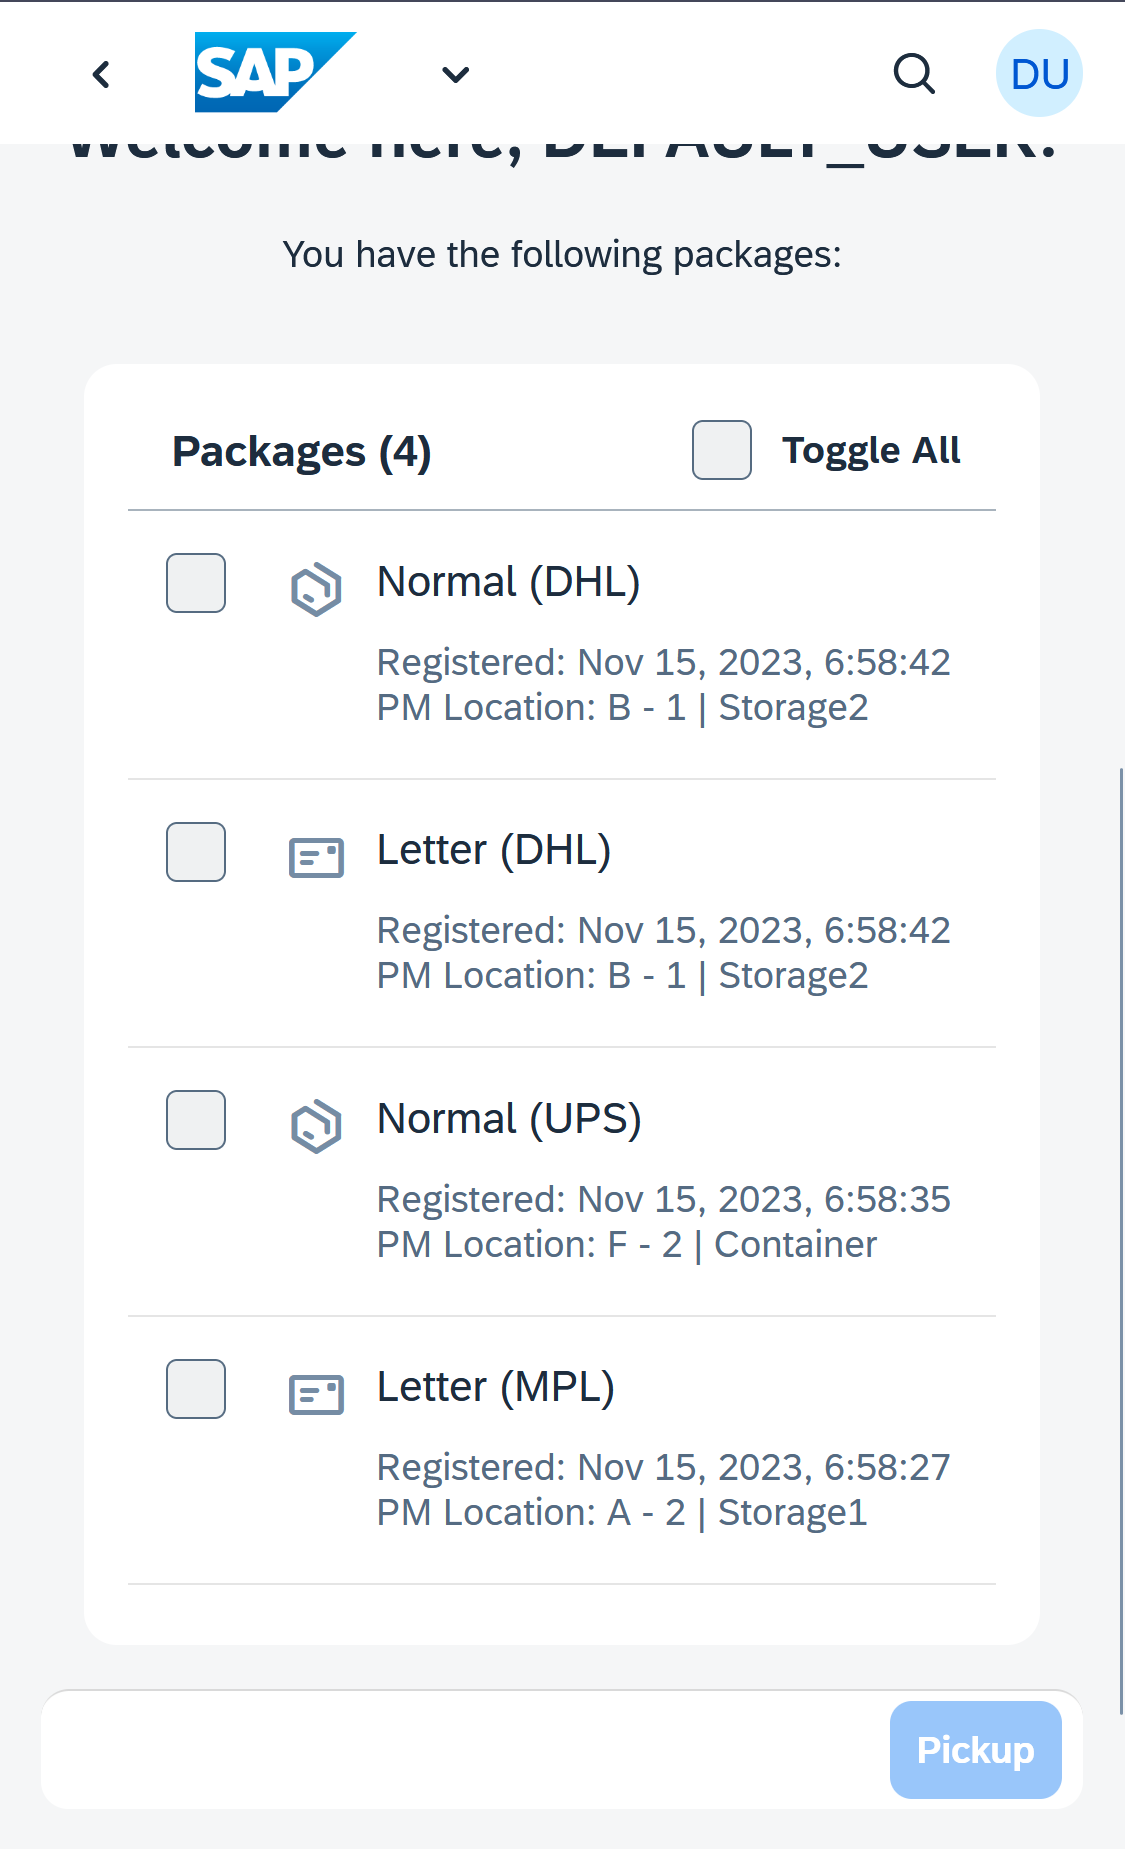 SAP
DU
Welcome here, DEFAULT_USER!
You have the following packages:
Packages (4)
Toggle All
Normal (DHL)
Registered: Nov 15, 2023, 6:58:42
PM Location: B - 1 | Storage2
Letter (DHL)
Registered: Nov 15, 2023, 6:58:42
PM Location: B - 1 | Storage2
Normal (UPS)
Registered: Nov 15, 2023, 6:58:35
PM Location: F - 2 | Container
Letter (MPL)
Registered: Nov 15, 2023, 6:58:27
PM Location: A - 2 | Storage1
Pickup